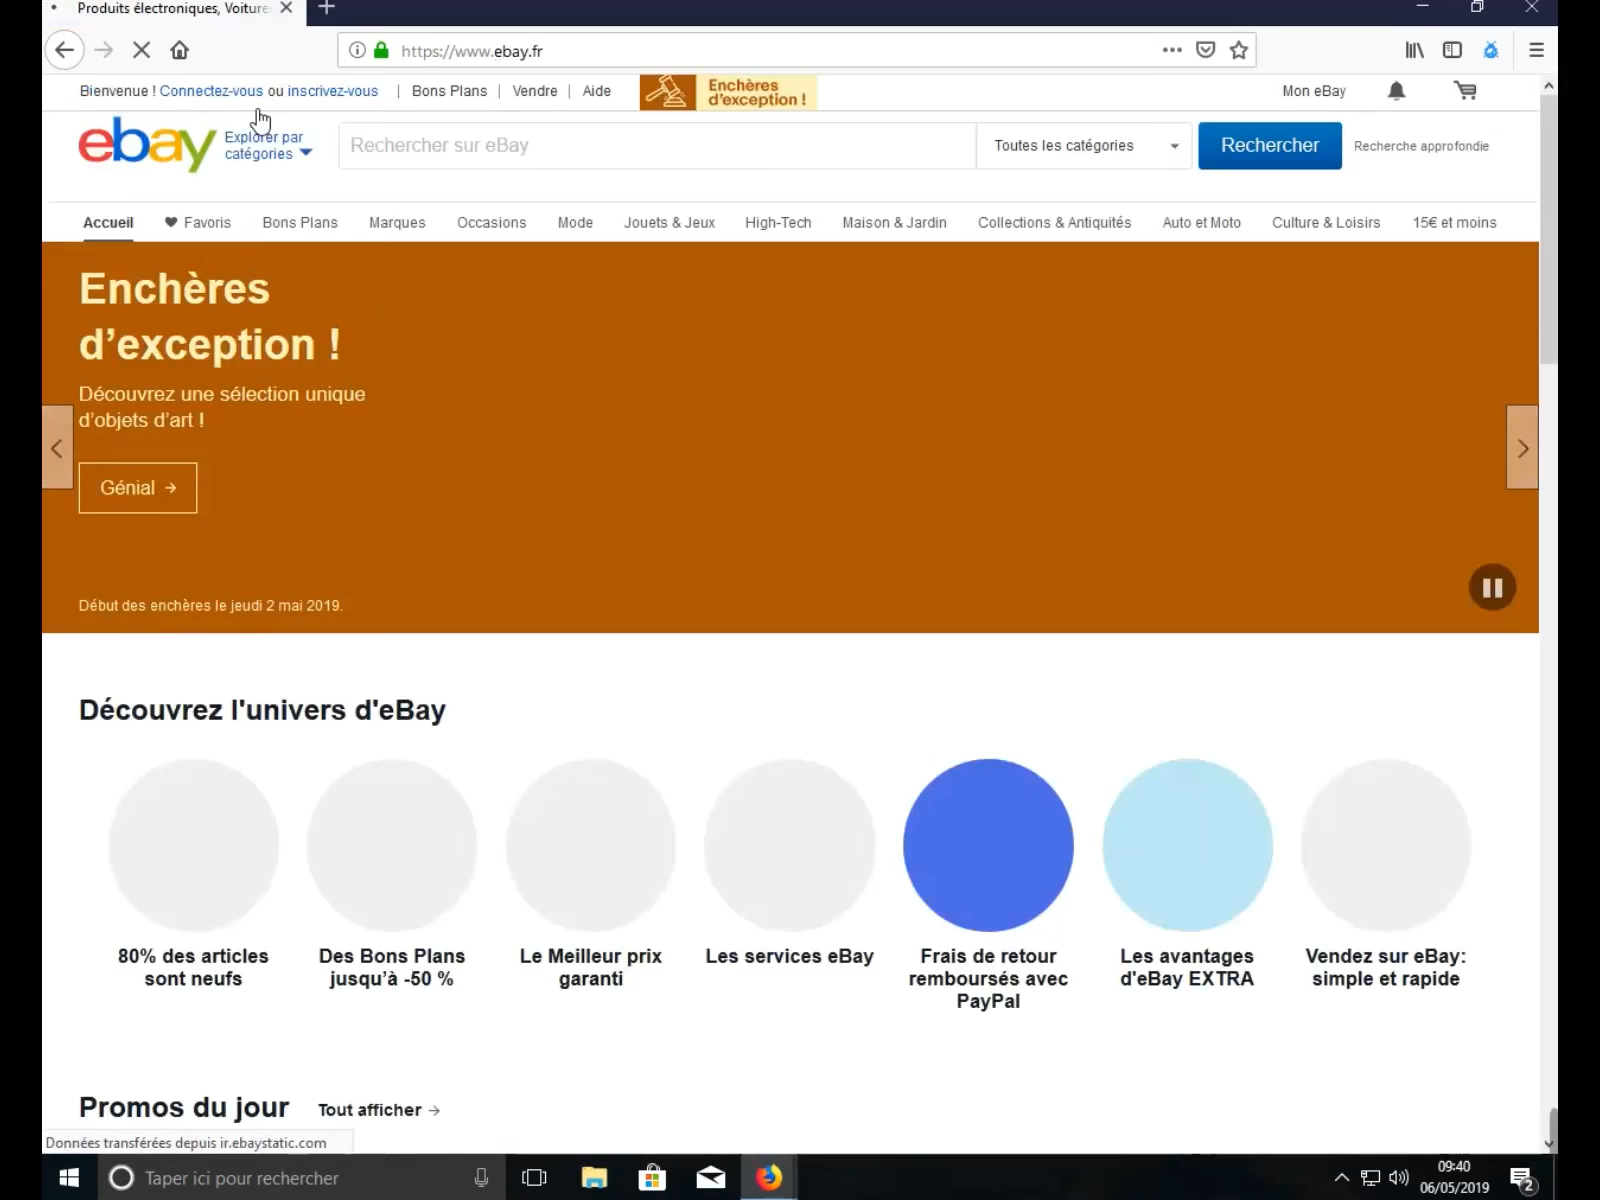 Produits électroniques, Voiture
https://www.ebay.fr
Bienvenue ! Connectez-vous ou inscrivez-vous | Bons Plans | Vendre | Aide
Enchères
d'exception !
Mon eBay
ebay
Explorer par
catégories
Rechercher sur eBay
Toutes les catégories
Rechercher
Recherche approfondie
Accueil Favoris Bons Plans Marques Occasions Mode Jouets & Jeux High-Tech Maison & Jardin Collections & Antiquités Auto et Moto Culture & Loisirs 15€ et moins
Enchères
d’exception !
Découvrez une sélection unique
d’objets d’art !
Génial →
Début des enchères le jeudi 2 mai 2019.
Découvrez l'univers d'eBay
80% des articles
sont neufs
Des Bons Plans
jusqu’à -50 %
Le Meilleur prix
garanti
Les services eBay
Frais de retour
remboursés avec
PayPal
Les avantages
d'eBay EXTRA
Vendez sur eBay:
simple et rapide
Promos du jour
Tout afficher →
Données transférées depuis ir.ebaystatic.com
Taper ici pour rechercher
09:40
06/05/2019
2